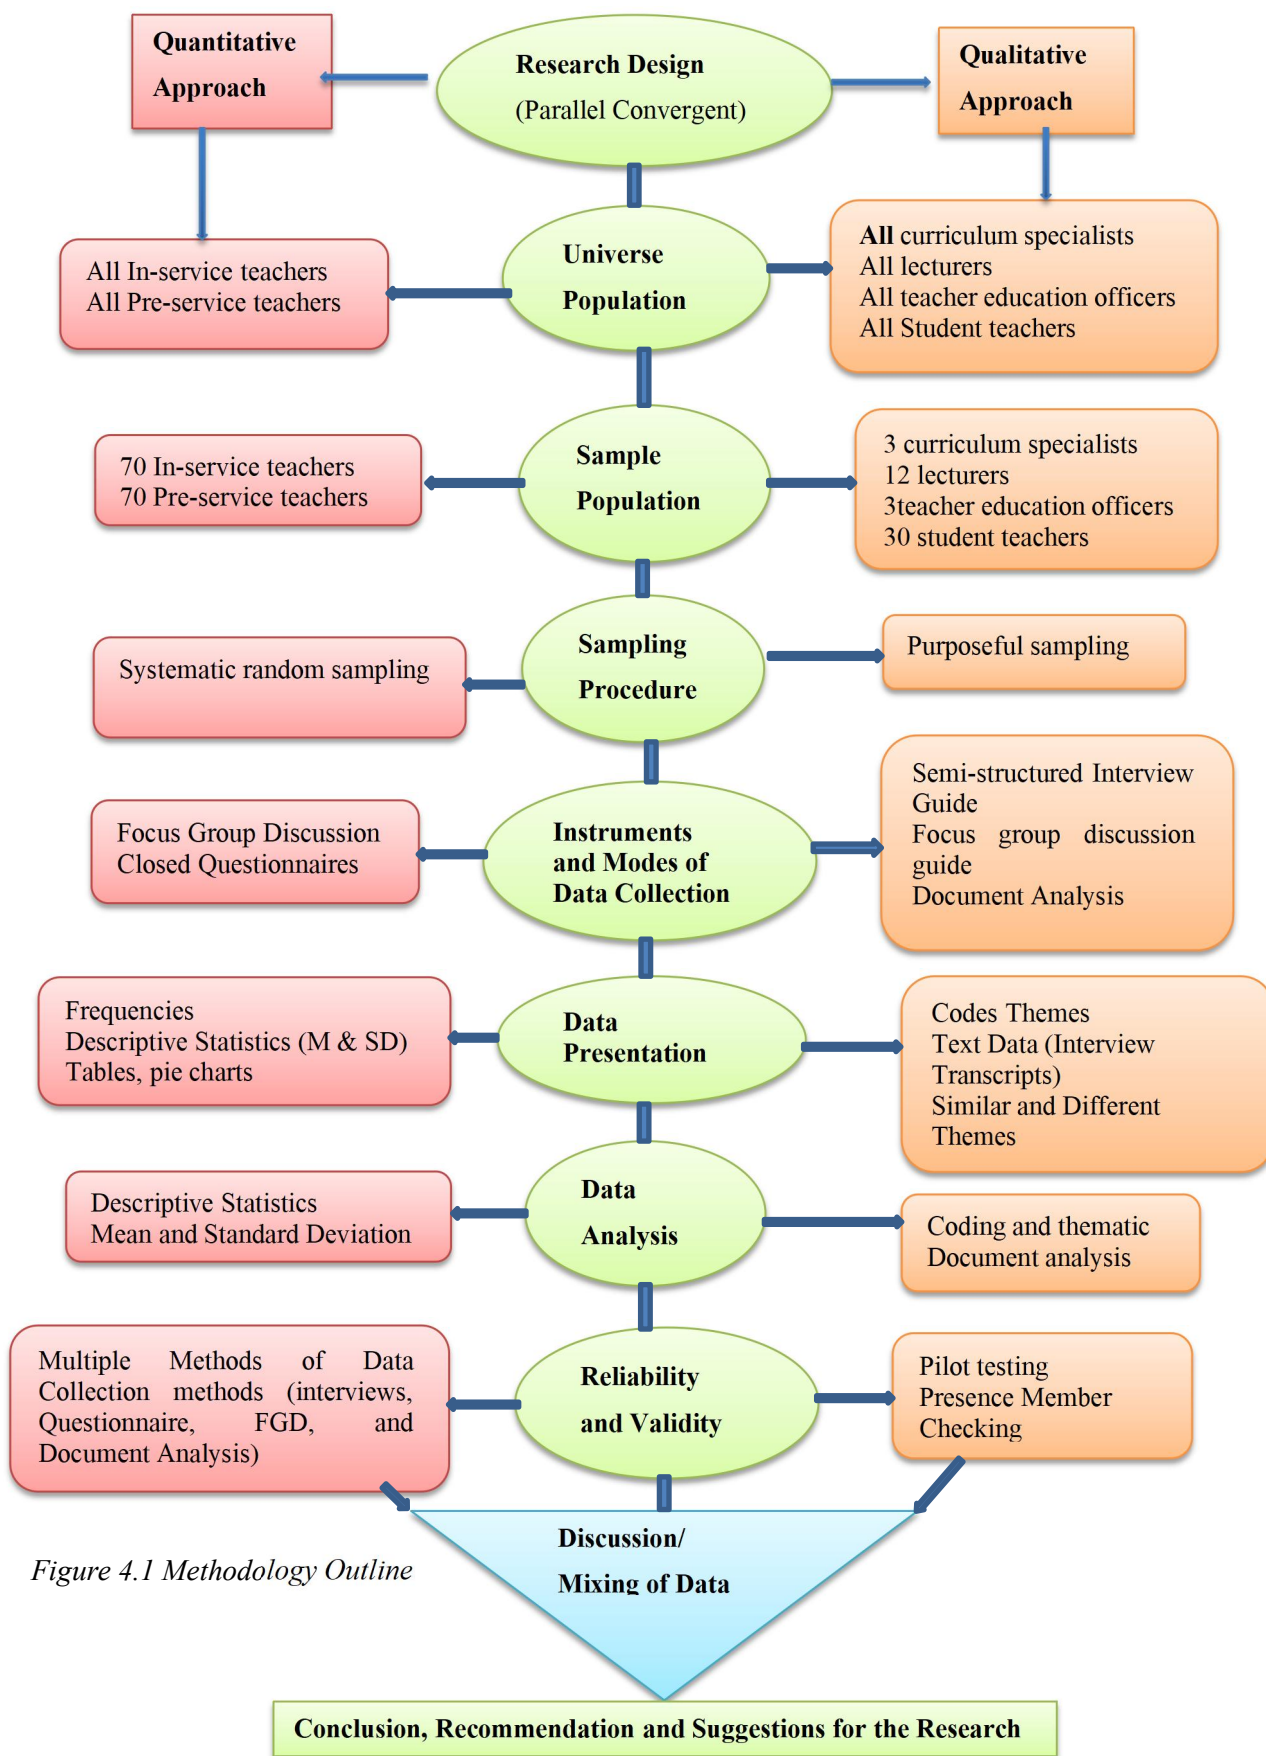 Quantitative
Approach
Research Design
(Parallel Convergent)
Qualitative
Approach
All In-service teachers
All Pre-service teachers
Universe
Population
All curriculum specialists
All lecturers
All teacher education officers
All Student teachers
70 In-service teachers
70 Pre-service teachers
Sample
Population
3 curriculum specialists
12 lecturers
3teacher education officers
30 student teachers
Systematic random sampling
Sampling
Procedure
Purposeful sampling
Focus Group Discussion
Closed Questionnaires
Instruments
and Modes of
Data Collection
Semi-structured Interview
Guide
Focus group discussion
guide
Document Analysis
Frequencies
Descriptive Statistics (M & SD)
Tables, pie charts
Data
Presentation
Codes Themes
Text Data (Interview
Transcripts)
Similar and Different
Themes
Descriptive Statistics
Mean and Standard Deviation
Data
Analysis
Coding and thematic
Document analysis
Multiple Methods of Data
Collection methods (interviews,
Questionnaire, FGD, and
Document Analysis)
Reliability
and Validity
Pilot testing
Presence Member
Checking
Discussion/
Mixing of Data
Figure 4.1 Methodology Outline
Conclusion, Recommendation and Suggestions for the Research